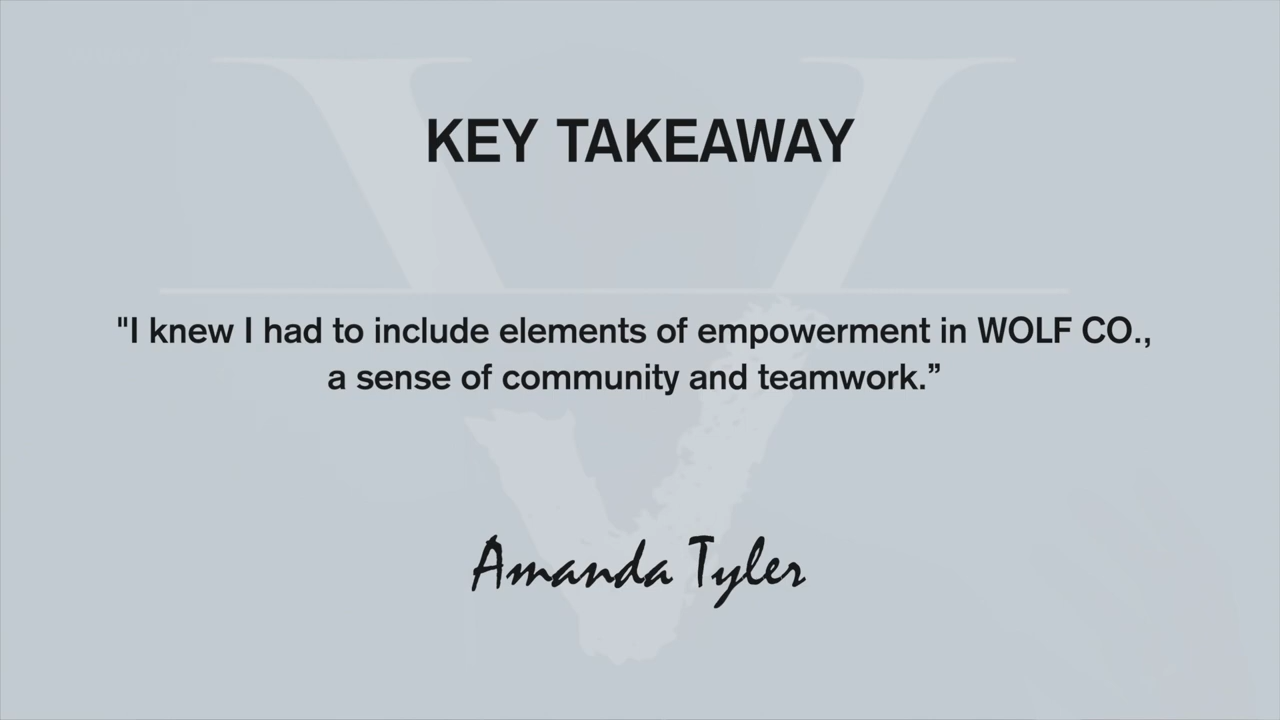 KEY TAKEAWAY
"I knew I had to include elements of empowerment in WOLF CO.,
a sense of community and teamwork.”
Amanda Tyler